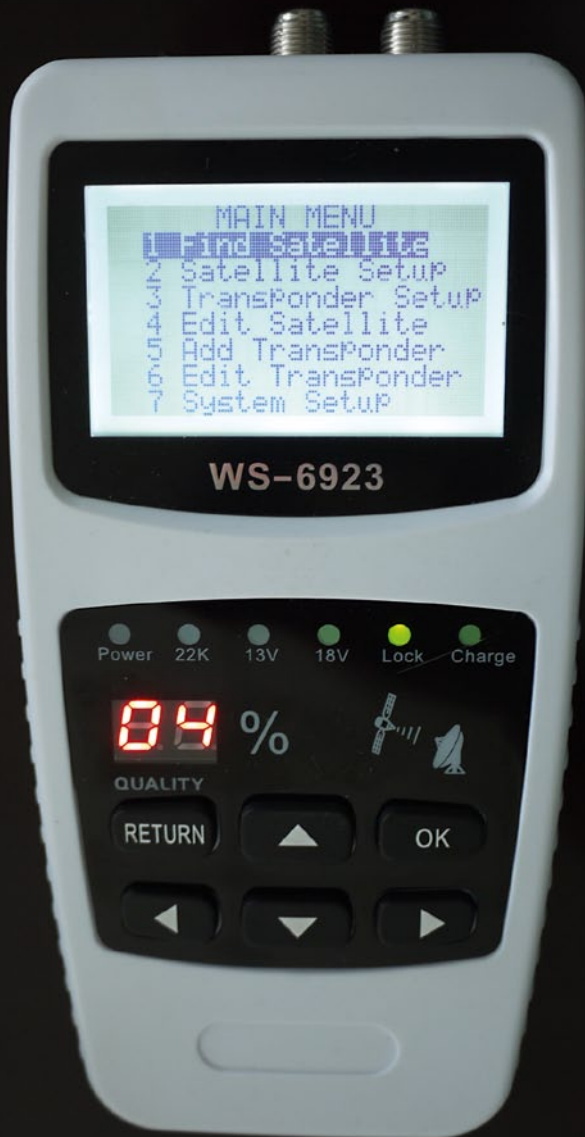 MAIN MENU
1 Find Satellite
2 Satellite Setup
3 Transponder Setup
4 Edit Satellite
5 Add Transponder
6 Edit Transponder
7 System Setup
WS-6923
Power 22K 13V 18V Lock Charge
04 %
QUALITY
RETURN OK